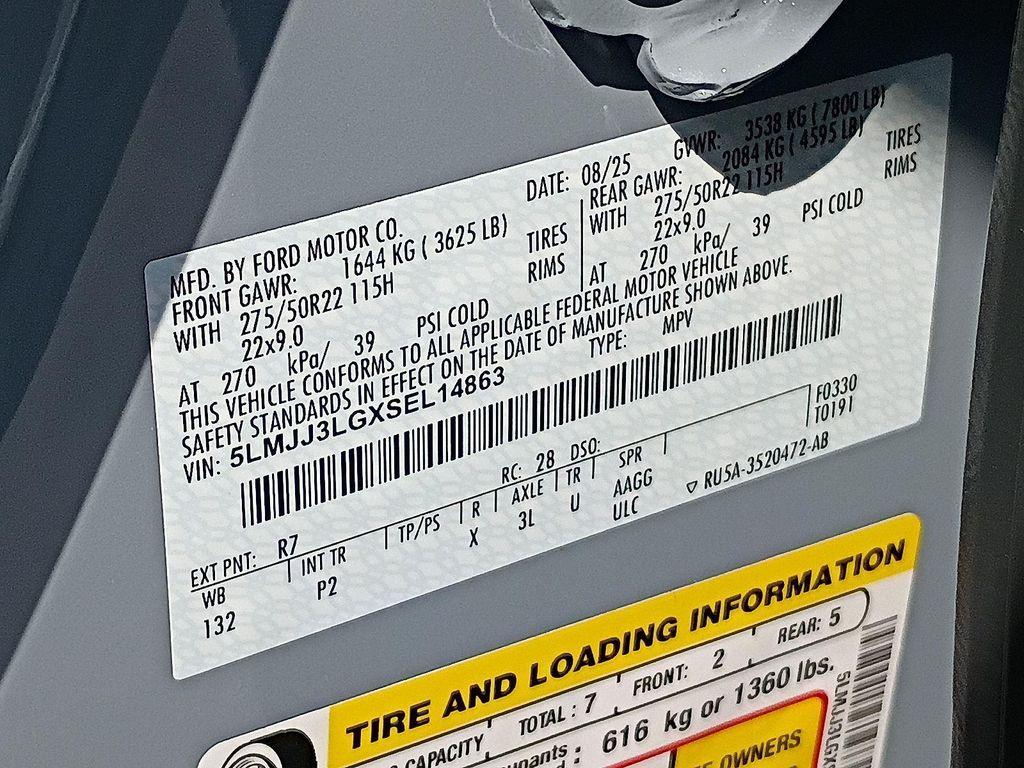 MFD. BY FORD MOTOR CO.
DATE: 08/25
GVWR: 3538 KG ( 7800 LB)
FRONT GAWR: 1644 KG ( 3625 LB)
REAR GAWR: 2084 KG ( 4595 LB)
WITH 275/50R22 115H TIRES
WITH 275/50R22 115H TIRES
22x9.0 RIMS
22x9.0 RIMS
AT 270 kPa/ 39 PSI COLD
AT 270 kPa/ 39 PSI COLD
THIS VEHICLE CONFORMS TO ALL APPLICABLE FEDERAL MOTOR VEHICLE
SAFETY STANDARDS IN EFFECT ON THE DATE OF MANUFACTURE SHOWN ABOVE.
VIN: 5LMJJ3LGXSEL14863
TYPE: MPV
F0330
T0191
EXT PNT: R7 RC: 28 DSO:
WB INT TR TP/PS R AXLE TR SPR
132 P2 X 3L U AAGG
ULC
▽ RU5A-3520472-AB
TIRE AND LOADING INFORMATION
CAPACITY TOTAL : 7 FRONT: 2 REAR: 5
616 kg or 1360 lbs.
OWNERS
5LMJJ3LGX